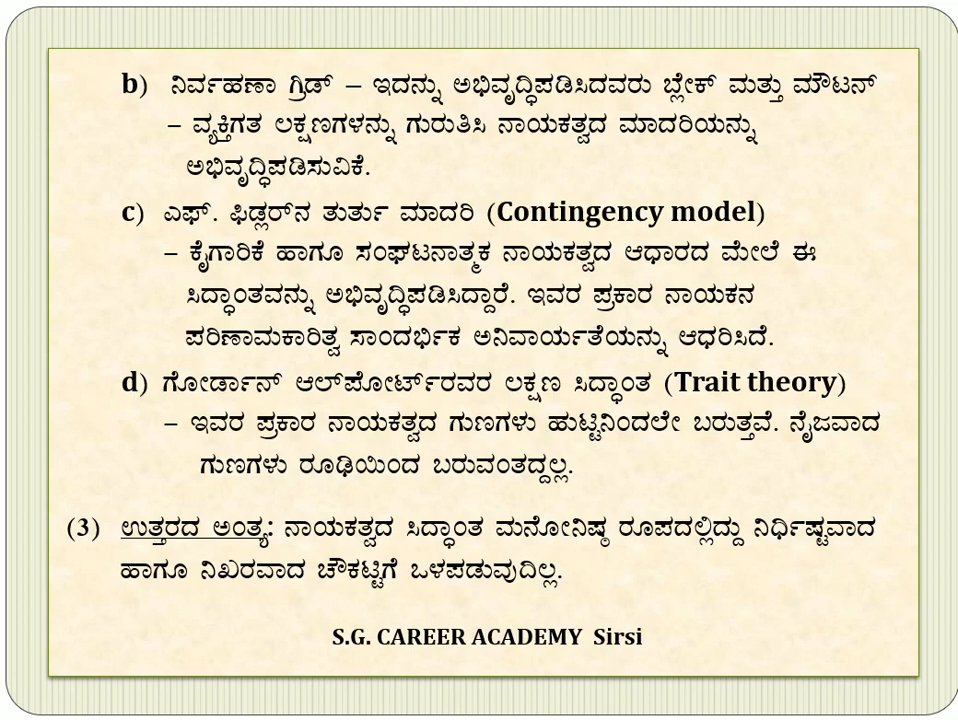 b) ನಿರ್ವಹಣಾ ಗ್ರಿಡ್ – ಇದನ್ನು ಅಭಿವೃದ್ಧಿಪಡಿಸಿದವರು ಬ್ಲೇಕ್ ಮತ್ತು ಮೌಟನ್
– ವ್ಯಕ್ತಿಗತ ಲಕ್ಷಣಗಳನ್ನು ಗುರುತಿಸಿ ನಾಯಕತ್ವದ ಮಾದರಿಯನ್ನು
ಅಭಿವೃದ್ಧಿಪಡಿಸುವಿಕೆ.
c) ಎಫ್. ಫಿಡ್ಲರ್‌ನ ತುರ್ತು ಮಾದರಿ (Contingency model)
– ಕೈಗಾರಿಕೆ ಹಾಗೂ ಸಂಘಟನಾತ್ಮಕ ನಾಯಕತ್ವದ ಆಧಾರದ ಮೇಲೆ ಈ
ಸಿದ್ಧಾಂತವನ್ನು ಅಭಿವೃದ್ಧಿಪಡಿಸಿದ್ದಾರೆ. ಇವರ ಪ್ರಕಾರ ನಾಯಕನ
ಪರಿಣಾಮಕಾರಿತ್ವ ಸಾಂದರ್ಭಿಕ ಅನಿವಾರ್ಯತೆಯನ್ನು ಆಧರಿಸಿದೆ.
d) ಗೋರ್ಡಾನ್ ಆಲ್‌ಪೋರ್ಟ್‌ರವರ ಲಕ್ಷಣ ಸಿದ್ಧಾಂತ (Trait theory)
– ಇವರ ಪ್ರಕಾರ ನಾಯಕತ್ವದ ಗುಣಗಳು ಹುಟ್ಟಿನಿಂದಲೇ ಬರುತ್ತವೆ. ನೈಜವಾದ
ಗುಣಗಳು ರೂಢಿಯಿಂದ ಬರುವಂತದ್ದಲ್ಲ.
(3) ಉತ್ತರದ ಅಂತ್ಯ: ನಾಯಕತ್ವದ ಸಿದ್ಧಾಂತ ಮನೋನಿಷ್ಠ ರೂಪದಲ್ಲಿದ್ದು ನಿರ್ಧಿಷ್ಟವಾದ
ಹಾಗೂ ನಿಖರವಾದ ಚೌಕಟ್ಟಿಗೆ ಒಳಪಡುವುದಿಲ್ಲ.
S.G. CAREER ACADEMY Sirsi